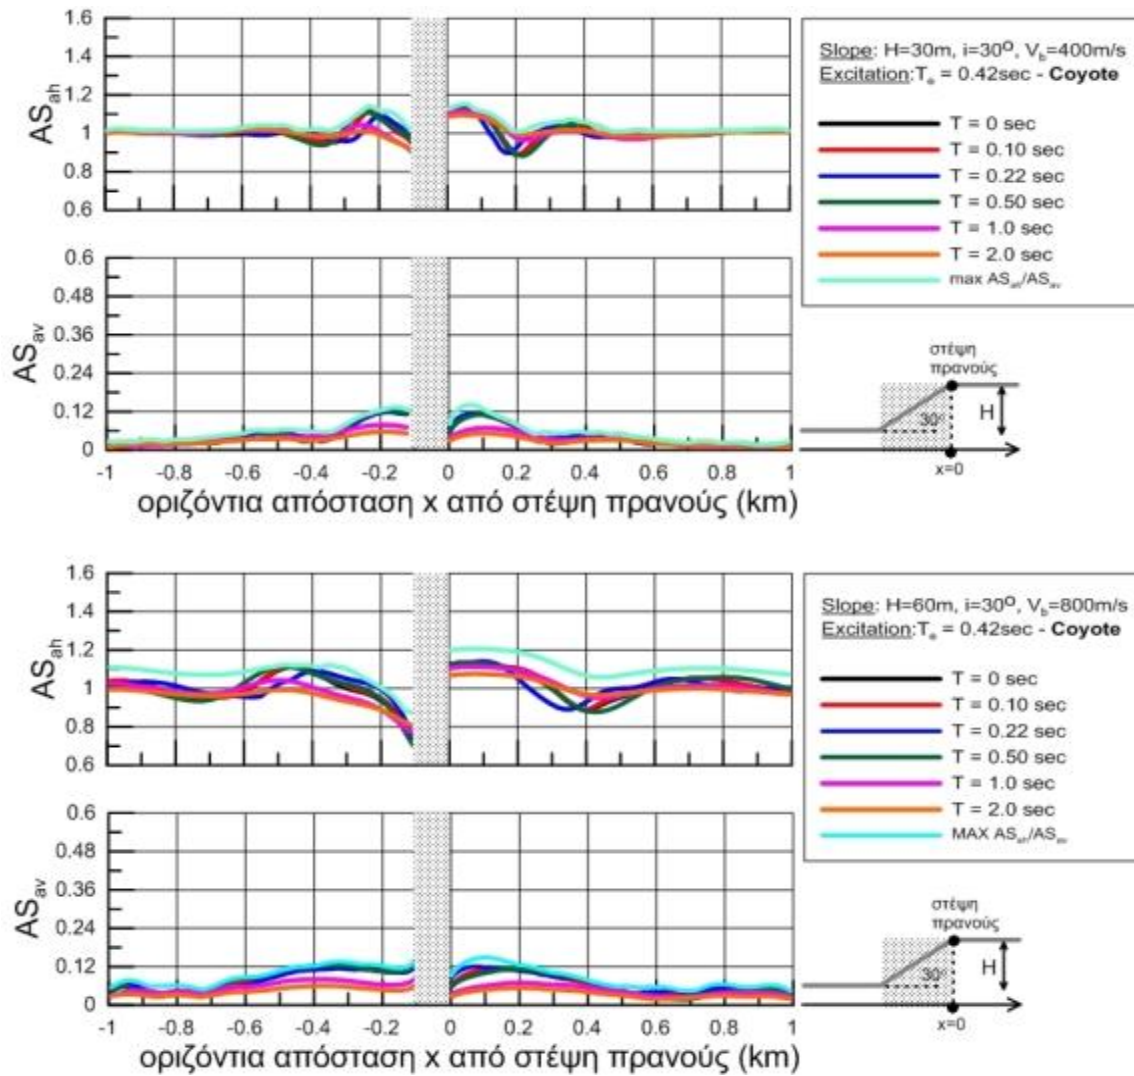 1.6
1.4
1.2
1
0.8
0.6
AS_ah
Slope: H=30m, i=30°, V_b=400m/s
Excitation:T_e = 0.42sec - Coyote
T = 0 sec
T = 0.10 sec
T = 0.22 sec
T = 0.50 sec
T = 1.0 sec
T = 2.0 sec
max AS_ah/AS_av
0.6
0.48
0.36
0.24
0.12
0
AS_av
-1 -0.8 -0.6 -0.4 -0.2 0 0.2 0.4 0.6 0.8 1
οριζόντια απόσταση x από στέψη πρανούς (km)
στέψη
πρανούς
30°
H
x=0
1.6
1.4
1.2
1
0.8
0.6
AS_ah
Slope: H=60m, i=30°, V_b=800m/s
Excitation:T_e = 0.42sec - Coyote
T = 0 sec
T = 0.10 sec
T = 0.22 sec
T = 0.50 sec
T = 1.0 sec
T = 2.0 sec
MAX AS_ah/AS_av
0.6
0.48
0.36
0.24
0.12
0
AS_av
-1 -0.8 -0.6 -0.4 -0.2 0 0.2 0.4 0.6 0.8 1
οριζόντια απόσταση x από στέψη πρανούς (km)
στέψη
πρανούς
30°
H
x=0